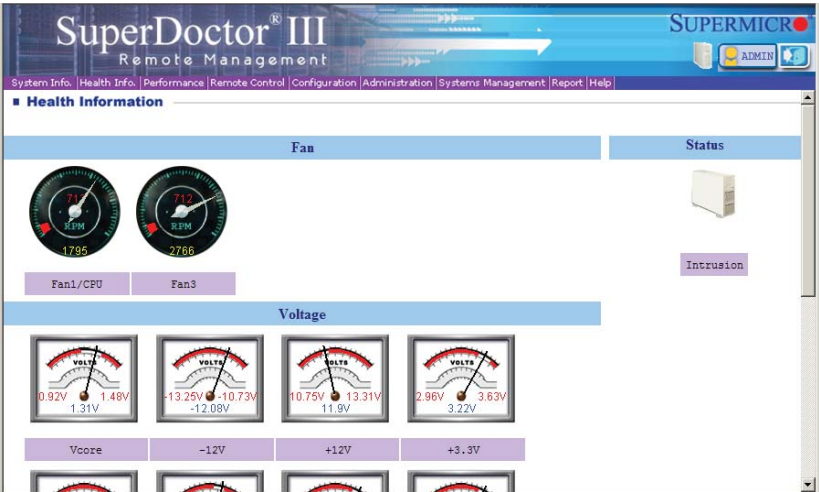 SuperDoctor® III
Remote Management
SUPERMICR
ADMIN
System Info. | Health Info. | Performance | Remote Control | Configuration | Administration | Systems Management | Report | Help
Health Information
Fan
Status
712
RPM
1795
712
RPM
2766
Intrusion
Fan1/CPU
Fan3
Voltage
VOLTS
0.92V 1.48V
1.31V
VOLTS
-13.25V -10.73V
-12.08V
VOLTS
10.75V 13.31V
11.9V
VOLTS
2.96V 3.63V
3.22V
Vcore
-12V
+12V
+3.3V